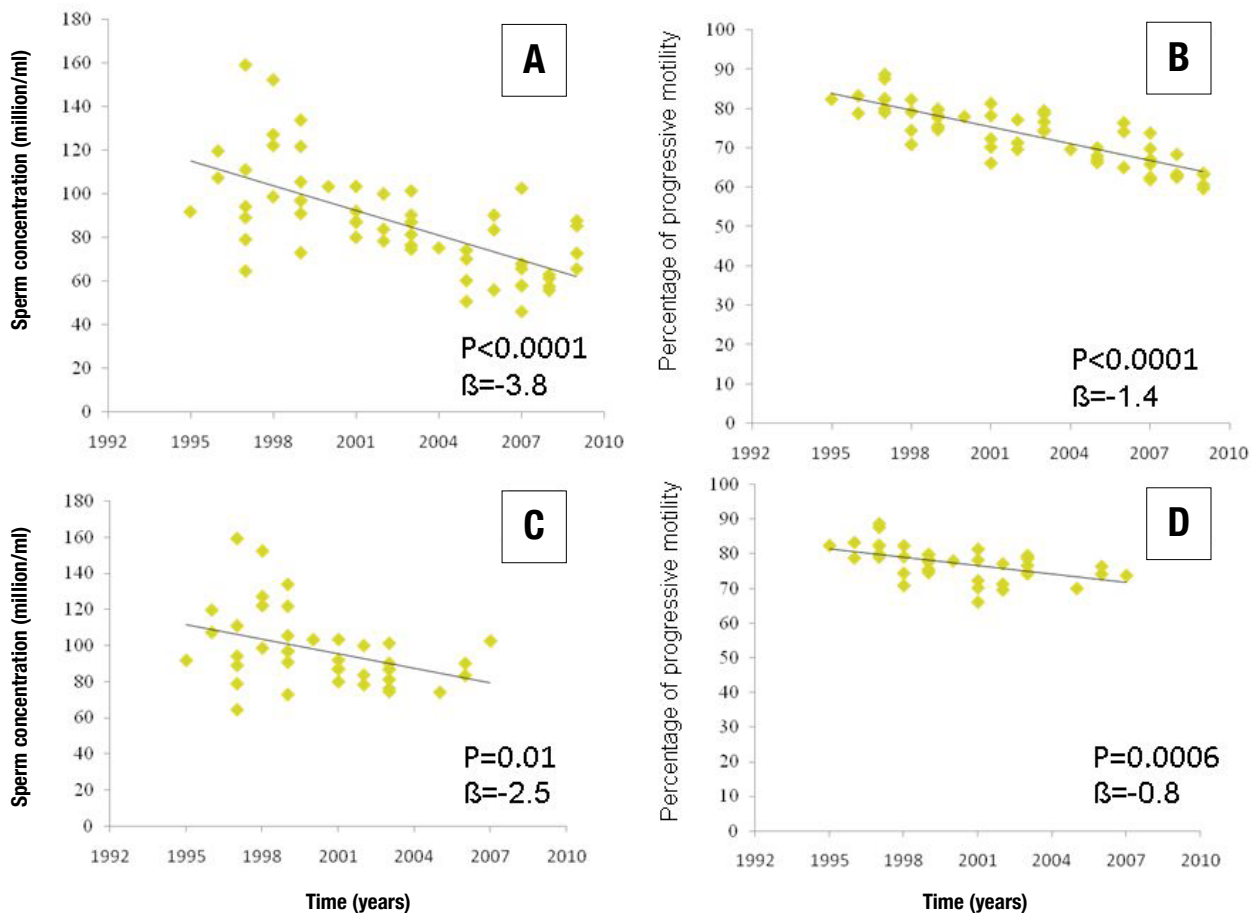 A
Sperm concentration (million/ml)
180
160
140
120
100
80
60
40
20
0
P<0.0001
ß=-3.8
1992 1995 1998 2001 2004 2007 2010
B
Percentage of progressive motility
100
90
80
70
60
50
40
30
20
10
0
P<0.0001
ß=-1.4
1992 1995 1998 2001 2004 2007 2010
C
Sperm concentration (million/ml)
180
160
140
120
100
80
60
40
20
0
P=0.01
ß=-2.5
1992 1995 1998 2001 2004 2007 2010
Time (years)
D
Percentage of progressive motility
100
90
80
70
60
50
40
30
20
10
0
P=0.0006
ß=-0.8
1992 1995 1998 2001 2004 2007 2010
Time (years)